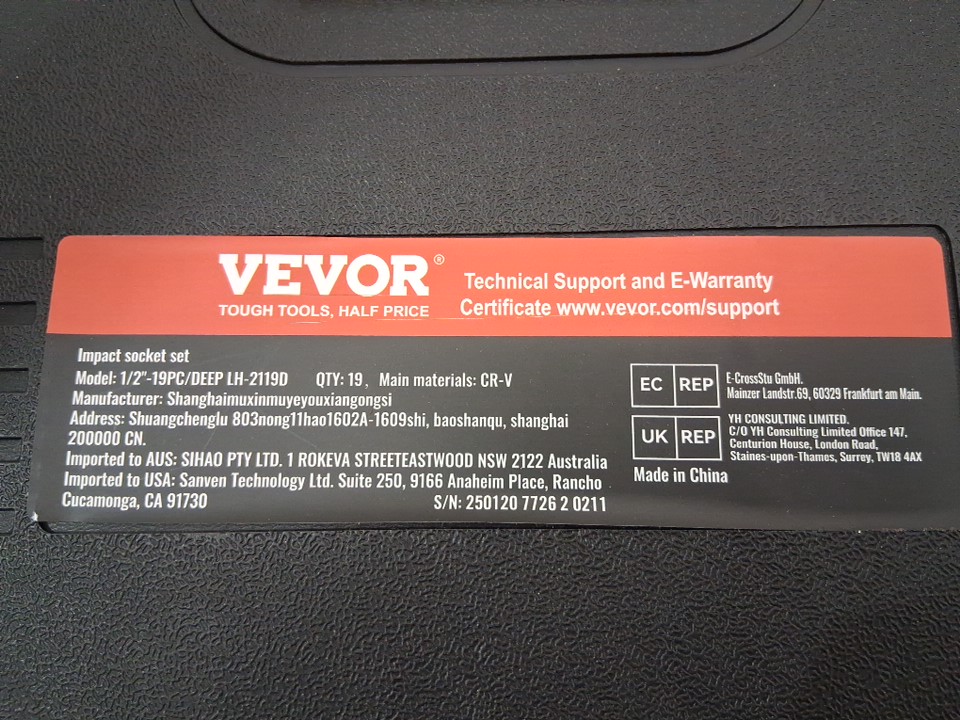 VEVOR®
TOUGH TOOLS, HALF PRICE
Technical Support and E-Warranty
Certificate www.vevor.com/support
Impact socket set
Model: 1/2"-19PC/DEEP LH-2119D QTY: 19, Main materials: CR-V
Manufacturer: Shanghaimuxinmuyeyouxiangongsi
Address: Shuangchenglu 803nong11hao1602A-1609shi, baoshanqu, shanghai
200000 CN.
Imported to AUS: SIHAO PTY LTD. 1 ROKEVA STREETEASTWOOD NSW 2122 Australia
Imported to USA: Sanven Technology Ltd. Suite 250, 9166 Anaheim Place, Rancho
Cucamonga, CA 91730 S/N: 250120 7726 2 0211
EC REP
E-CrossStu GmbH.
Mainzer Landstr.69, 60329 Frankfurt am Main.
UK REP
YH CONSULTING LIMITED.
C/O YH Consulting Limited Office 147,
Centurion House, London Road,
Staines-upon-Thames, Surrey, TW18 4AX
Made in China